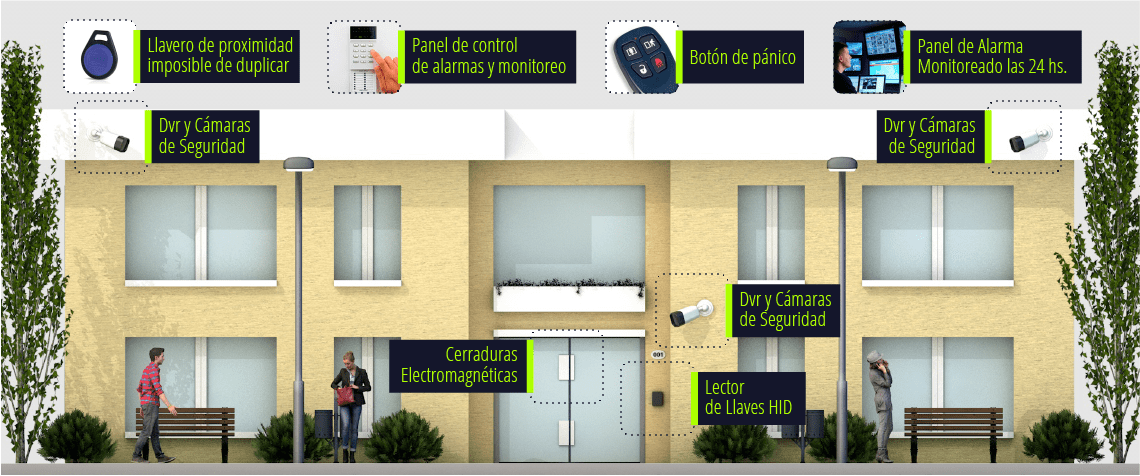 Llavero de proximidad
imposible de duplicar
Panel de control
de alarmas y monitoreo
Botón de pánico
Panel de Alarma
Monitoreado las 24 hs.
Dvr y Cámaras
de Seguridad
Dvr y Cámaras
de Seguridad
Dvr y Cámaras
de Seguridad
Cerraduras
Electromagnéticas
001
Lector
de Llaves HID